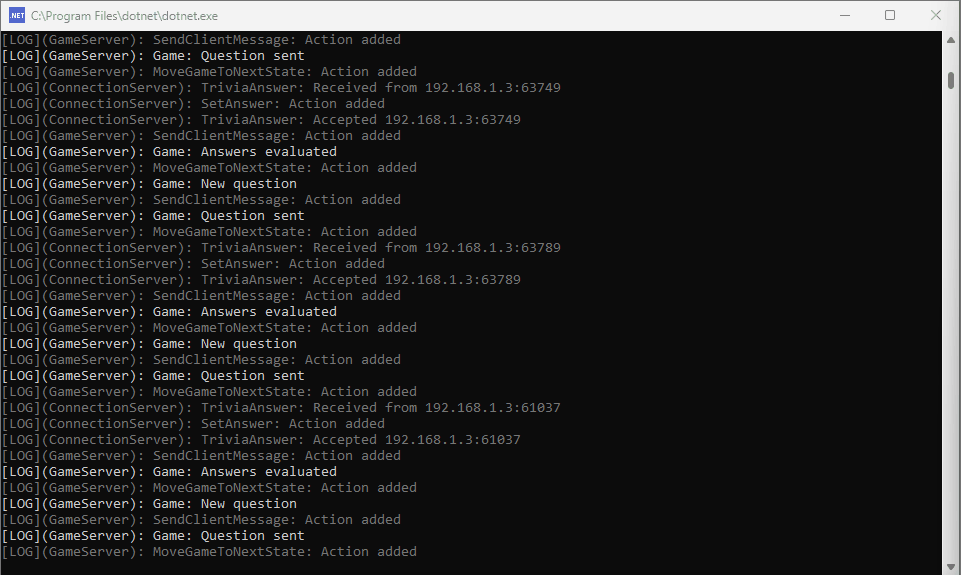 .NET C:\Program Files\dotnet\dotnet.exe
[LOG](GameServer): SendClientMessage: Action added
[LOG](GameServer): Game: Question sent
[LOG](GameServer): MoveGameToNextState: Action added
[LOG](ConnectionServer): TriviaAnswer: Received from 192.168.1.3:63749
[LOG](ConnectionServer): SetAnswer: Action added
[LOG](ConnectionServer): TriviaAnswer: Accepted 192.168.1.3:63749
[LOG](GameServer): SendClientMessage: Action added
[LOG](GameServer): Game: Answers evaluated
[LOG](GameServer): MoveGameToNextState: Action added
[LOG](GameServer): Game: New question
[LOG](GameServer): SendClientMessage: Action added
[LOG](GameServer): Game: Question sent
[LOG](GameServer): MoveGameToNextState: Action added
[LOG](ConnectionServer): TriviaAnswer: Received from 192.168.1.3:63789
[LOG](ConnectionServer): SetAnswer: Action added
[LOG](ConnectionServer): TriviaAnswer: Accepted 192.168.1.3:63789
[LOG](GameServer): SendClientMessage: Action added
[LOG](GameServer): Game: Answers evaluated
[LOG](GameServer): MoveGameToNextState: Action added
[LOG](GameServer): Game: New question
[LOG](GameServer): SendClientMessage: Action added
[LOG](GameServer): Game: Question sent
[LOG](GameServer): MoveGameToNextState: Action added
[LOG](ConnectionServer): TriviaAnswer: Received from 192.168.1.3:61037
[LOG](ConnectionServer): SetAnswer: Action added
[LOG](ConnectionServer): TriviaAnswer: Accepted 192.168.1.3:61037
[LOG](GameServer): SendClientMessage: Action added
[LOG](GameServer): Game: Answers evaluated
[LOG](GameServer): MoveGameToNextState: Action added
[LOG](GameServer): Game: New question
[LOG](GameServer): SendClientMessage: Action added
[LOG](GameServer): Game: Question sent
[LOG](GameServer): MoveGameToNextState: Action added